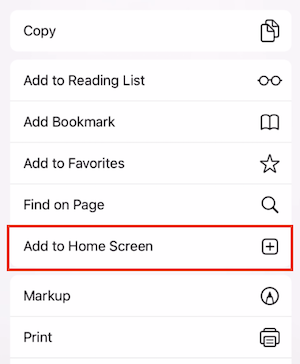 Copy
Add to Reading List
Add Bookmark
Add to Favorites
Find on Page
Add to Home Screen
Markup
Print